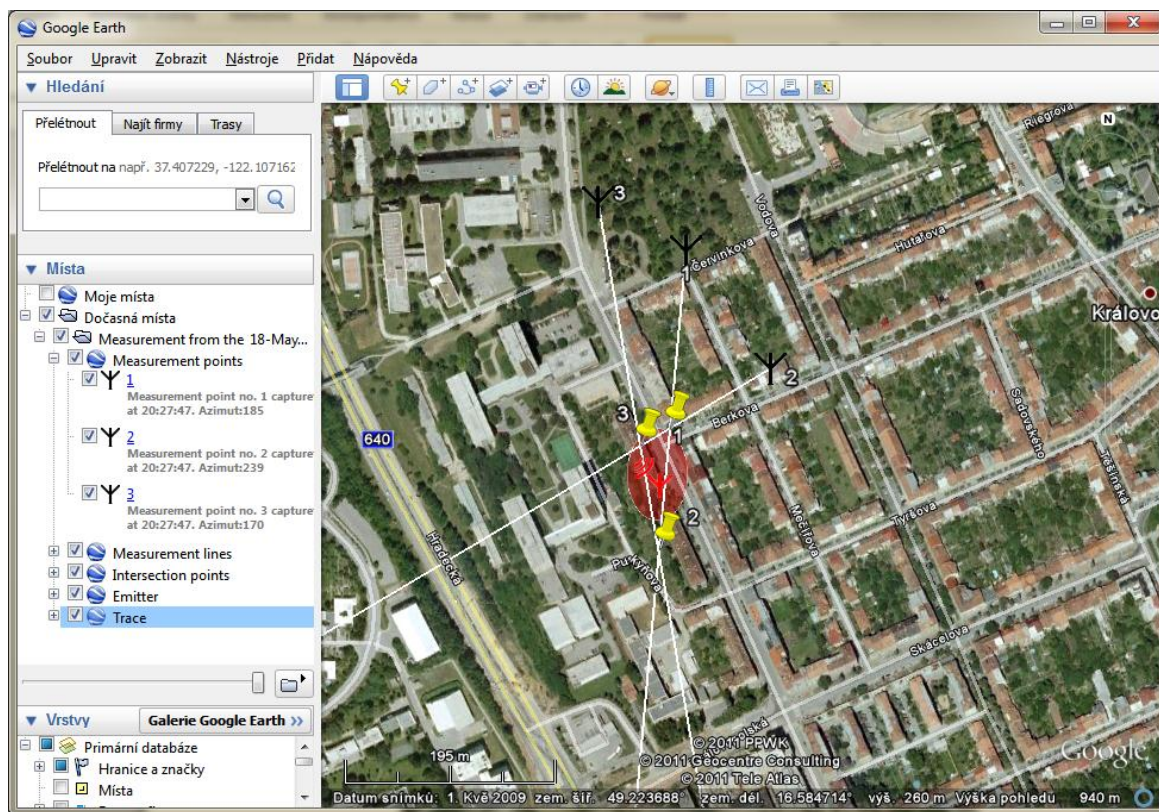 Google Earth
Soubor Upravit Zobrazit Nástroje Přidat Nápověda
Hledání
Přelétnout Najít firmy Trasy
Přelétnout na např. 37.407229, -122.107162
Místa
Moje místa
Dočasná místa
Measurement from the 18-May...
Measurement points
1
Measurement point no. 1 capture
at 20:27:47. Azimut:185
2
Measurement point no. 2 capture
at 20:27:47. Azimut:239
3
Measurement point no. 3 capture
at 20:27:47. Azimut:170
Measurement lines
Intersection points
Emitter
Trace
Vrstvy Galerie Google Earth >>
Primární databáze
Hranice a značky
Místa
N
Riegrova
3
Vodova
Hutařova
Červinkova
1
Královo
2
3
Berkova
1
640
Sadovského
Těšínská
2
Mečířova
Tyršova
Hradecká
Purkyňova
Skácelova
195 m
© 2011 PPWK
© 2011 Geocentre Consulting
© 2011 Tele Atlas
Google
Datum snímků: 1. Kvě 2009 zem. šíř. 49.223688° zem. dél. 16.584714° výš. 260 m Výška pohledu 940 m